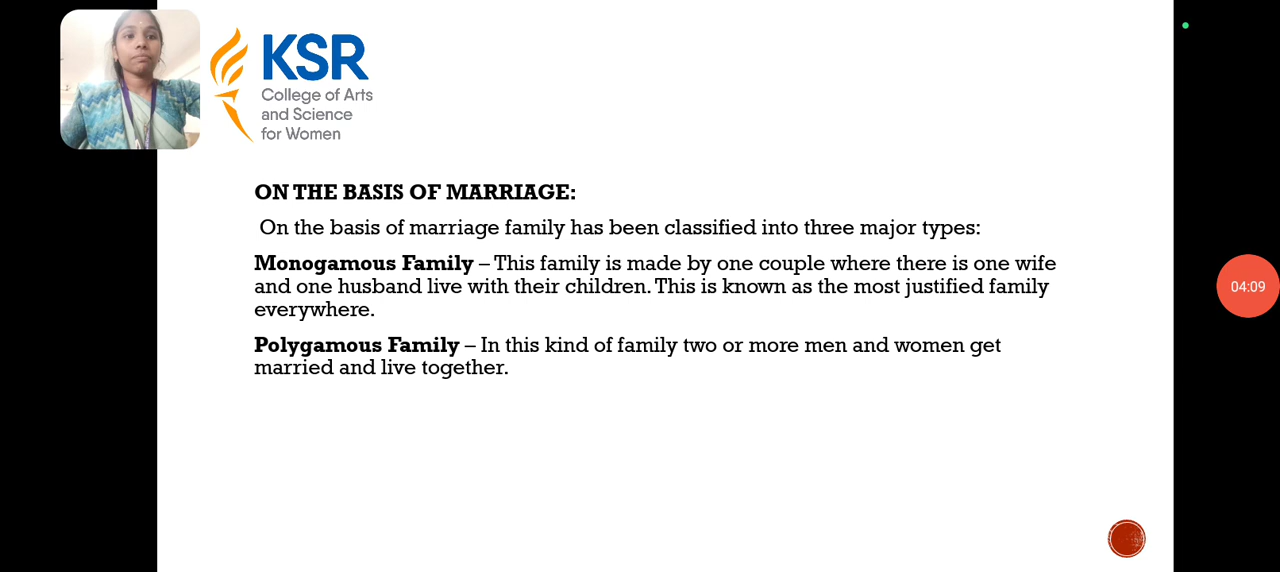 KSR
College of Arts
and Science
for Women
ON THE BASIS OF MARRIAGE:
On the basis of marriage family has been classified into three major types:
Monogamous Family – This family is made by one couple where there is one wife
and one husband live with their children. This is known as the most justified family
everywhere.
Polygamous Family – In this kind of family two or more men and women get
married and live together.
04:09